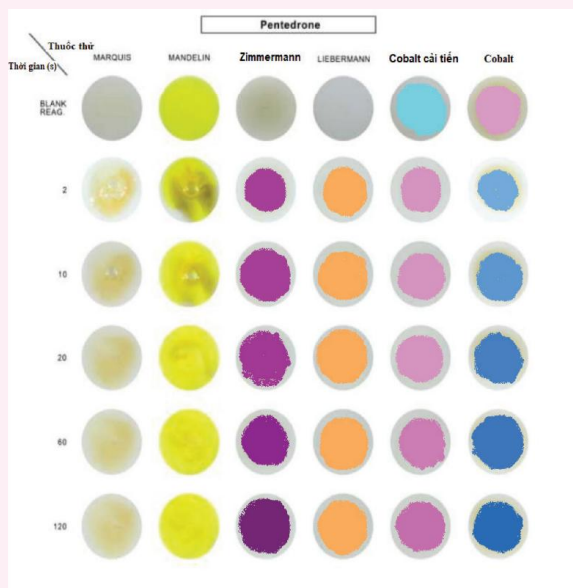 Pentedrone
Thuốc thử
Thời gian (s)
MARQUIS
MANDELIN
Zimmermann
LIEBERMANN
Cobalt cải tiến
Cobalt
BLANK
REAG.
2
10
20
60
120